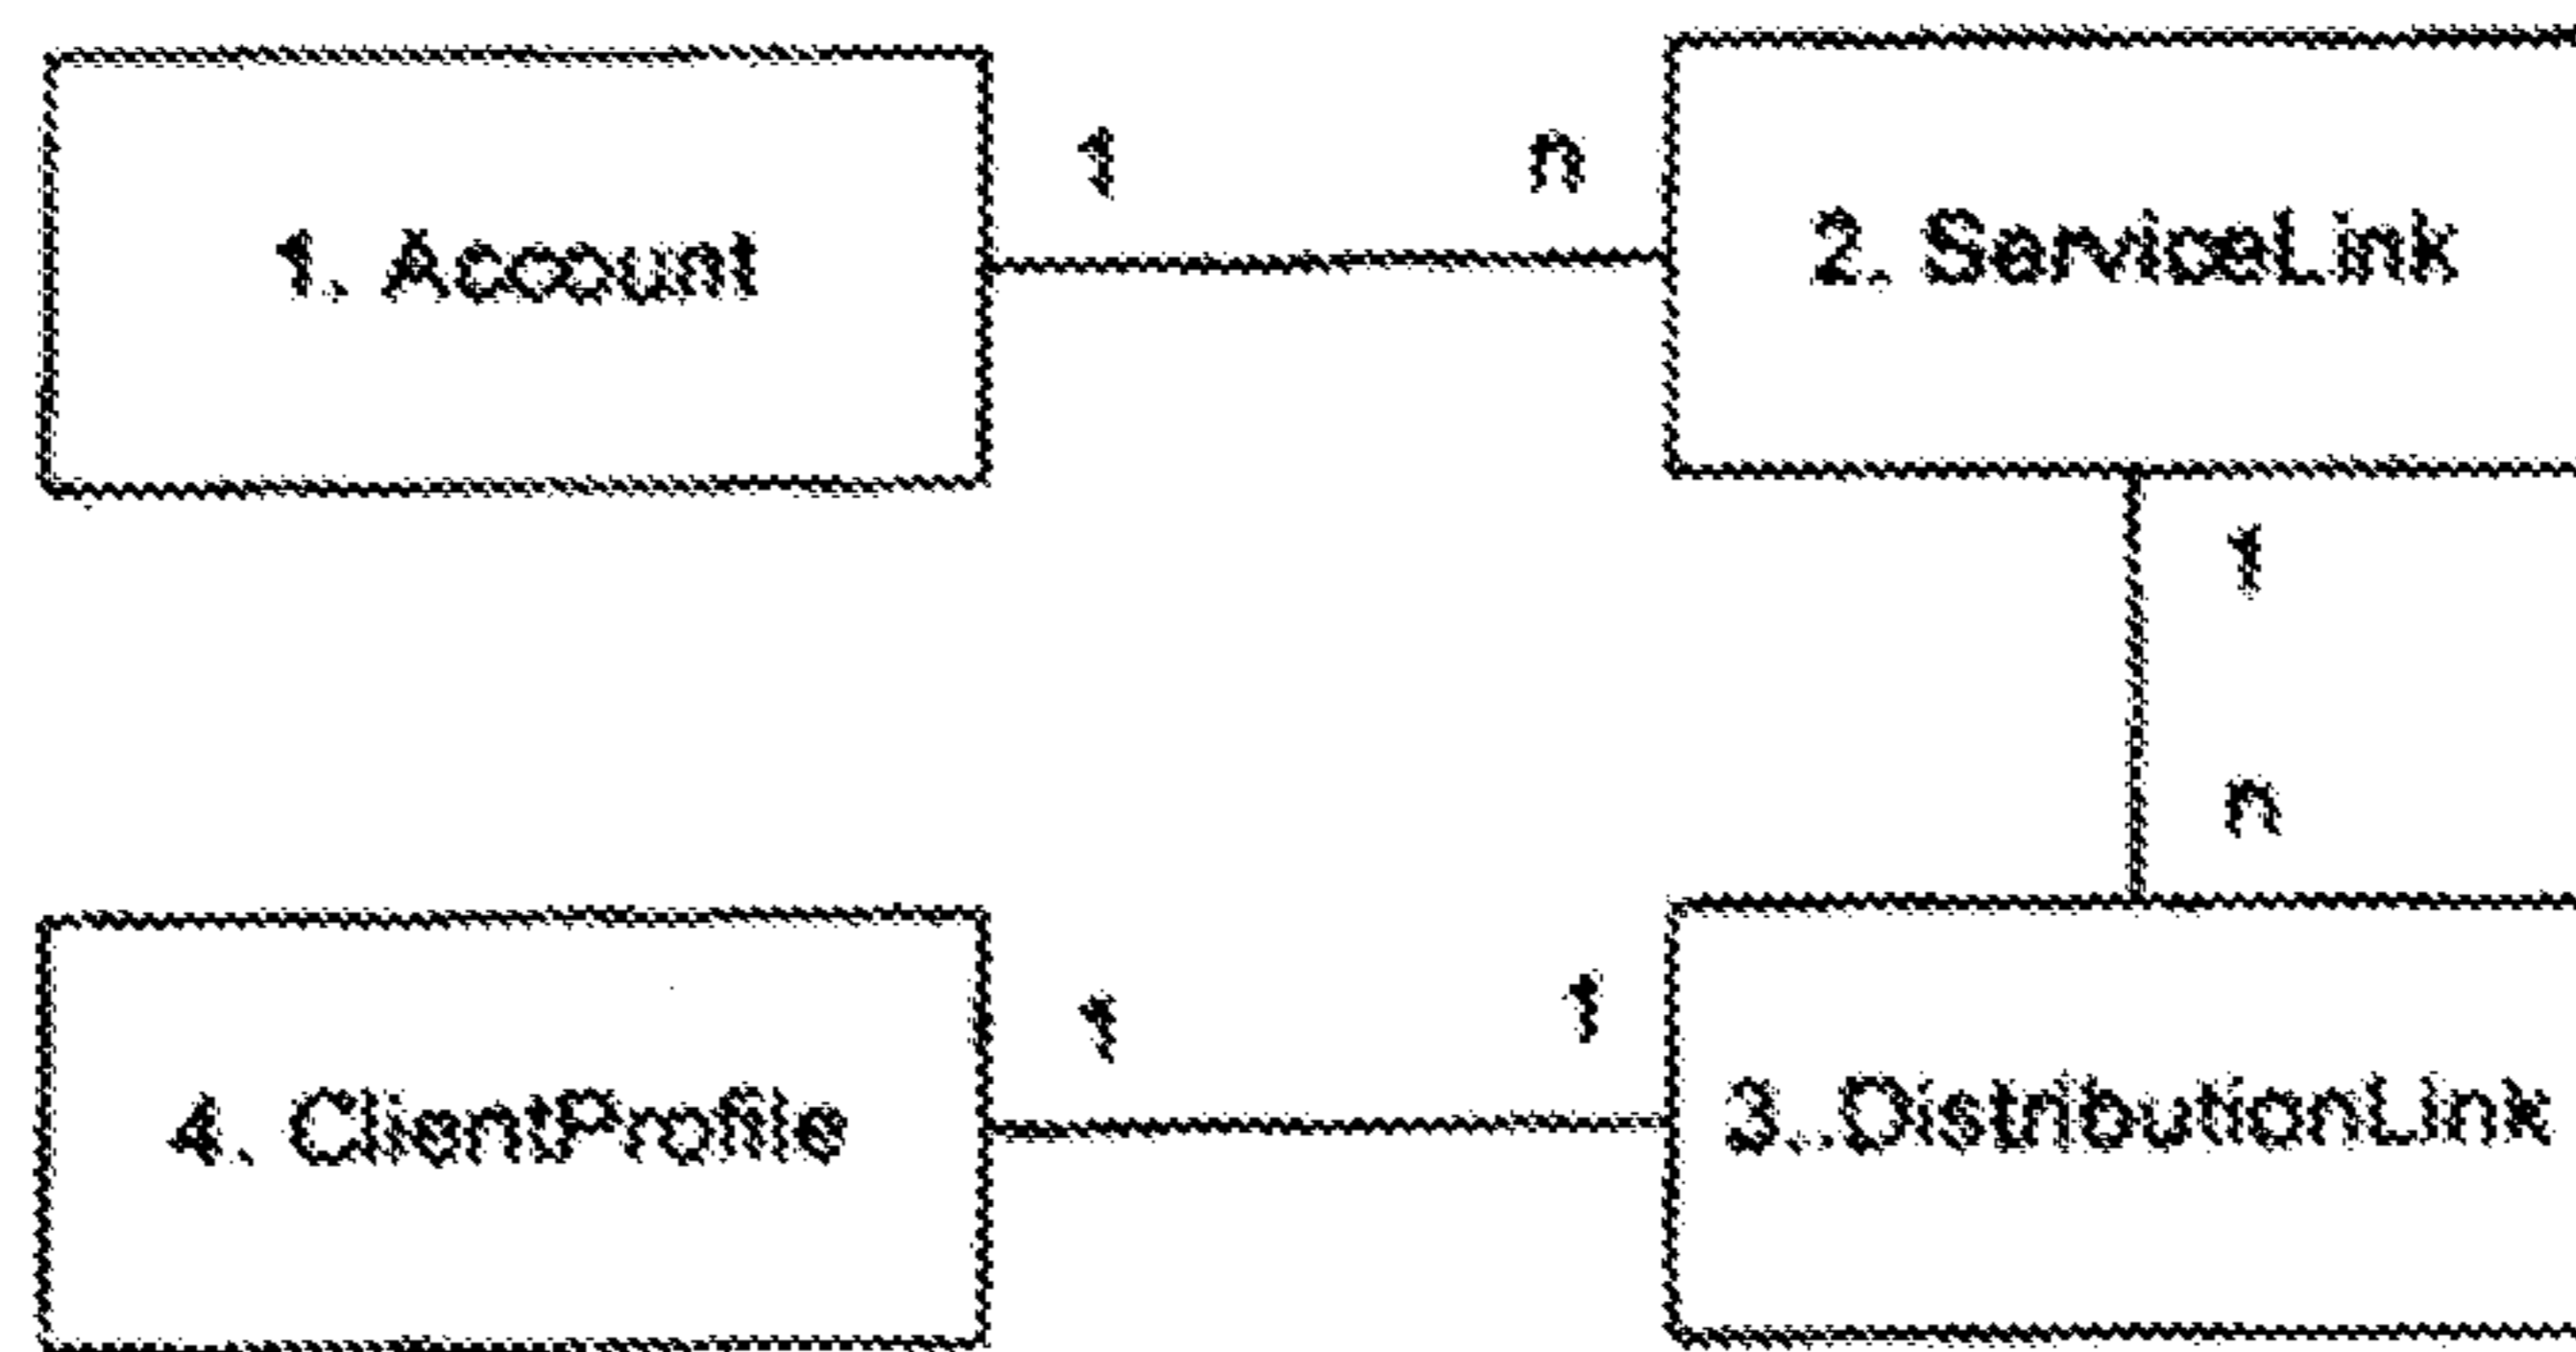 1. Account
1 n
2. ServiceLink
1
n
4. ClientProfile
1 1
3. DistributionLink